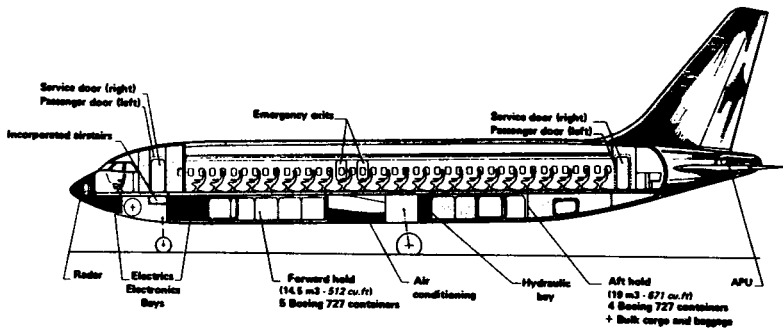 Service door (right)
Passenger door (left)
Incorporated airstairs
Emergency exits
Service door (right)
Passenger door (left)
Radar
Electrics
Electronics
Bays
Forward hold
(14.5 m3 - 512 cu.ft)
5 Boeing 727 containers
Air
conditioning
Hydraulic
bay
Aft hold
(19 m3 - 671 cu.ft)
4 Boeing 727 containers
+ Bulk cargo and baggage
APU